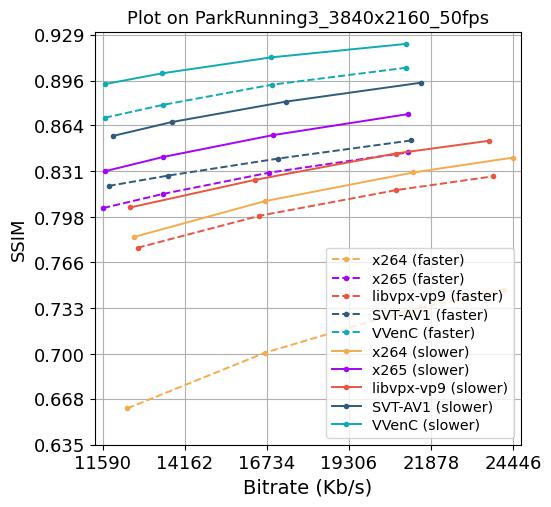 Plot on ParkRunning3_3840x2160_50fps
0.929
0.896
0.864
0.831
0.798
0.766
0.733
0.700
0.668
0.635
SSIM
x264 (faster)
x265 (faster)
libvpx-vp9 (faster)
SVT-AV1 (faster)
VVenC (faster)
x264 (slower)
x265 (slower)
libvpx-vp9 (slower)
SVT-AV1 (slower)
VVenC (slower)
11590 14162 16734 19306 21878 24446
Bitrate (Kb/s)